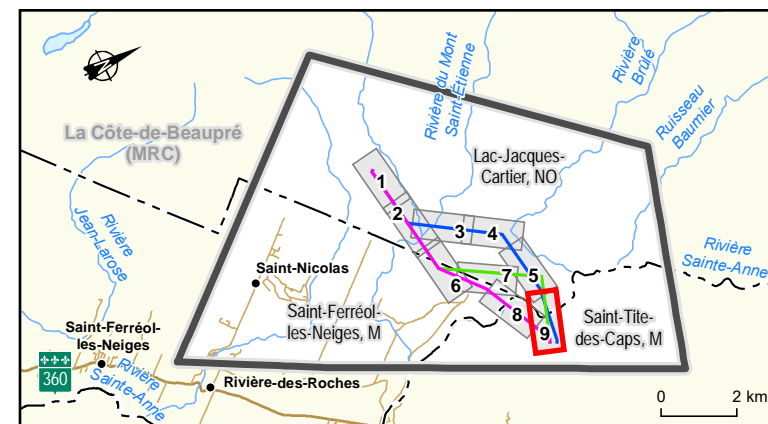 Rivière du Mont
Saint-Étienne
Rivière
Brûlé
Ruisseau
Baumier
La Côte-de-Beaupré
(MRC)
Lac-Jacques-
Cartier, NO
1
2
3
4
5
6
7
8
9
Rivière
Jean-Larose
Rivière
Sainte-Anne
Saint-Nicolas
Saint-Ferréol-
les-Neiges, M
Saint-Tite-
des-Caps, M
Saint-Ferréol-
les-Neiges
360
Rivière
Sainte-Anne
Rivière-des-Roches
0 2 km